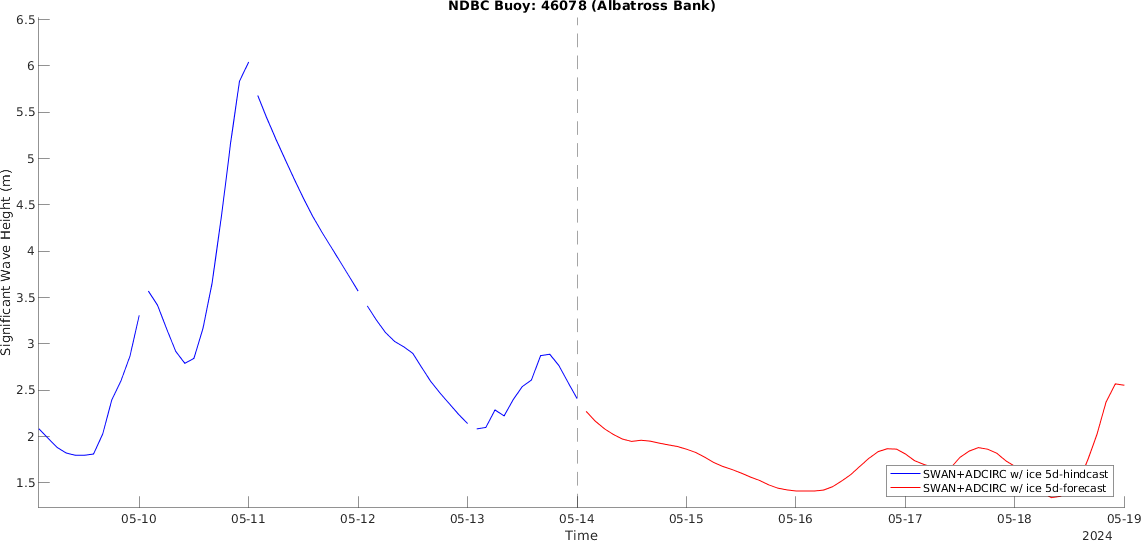 NDBC Buoy: 46078 (Albatross Bank)
Significant Wave Height (m)
6.5
6
5.5
5
4.5
4
3.5
3
2.5
2
1.5
SWAN+ADCIRC w/ ice 5d-hindcast
SWAN+ADCIRC w/ ice 5d-forecast
05-10 05-11 05-12 05-13 05-14 05-15 05-16 05-17 05-18 05-19
Time
2024